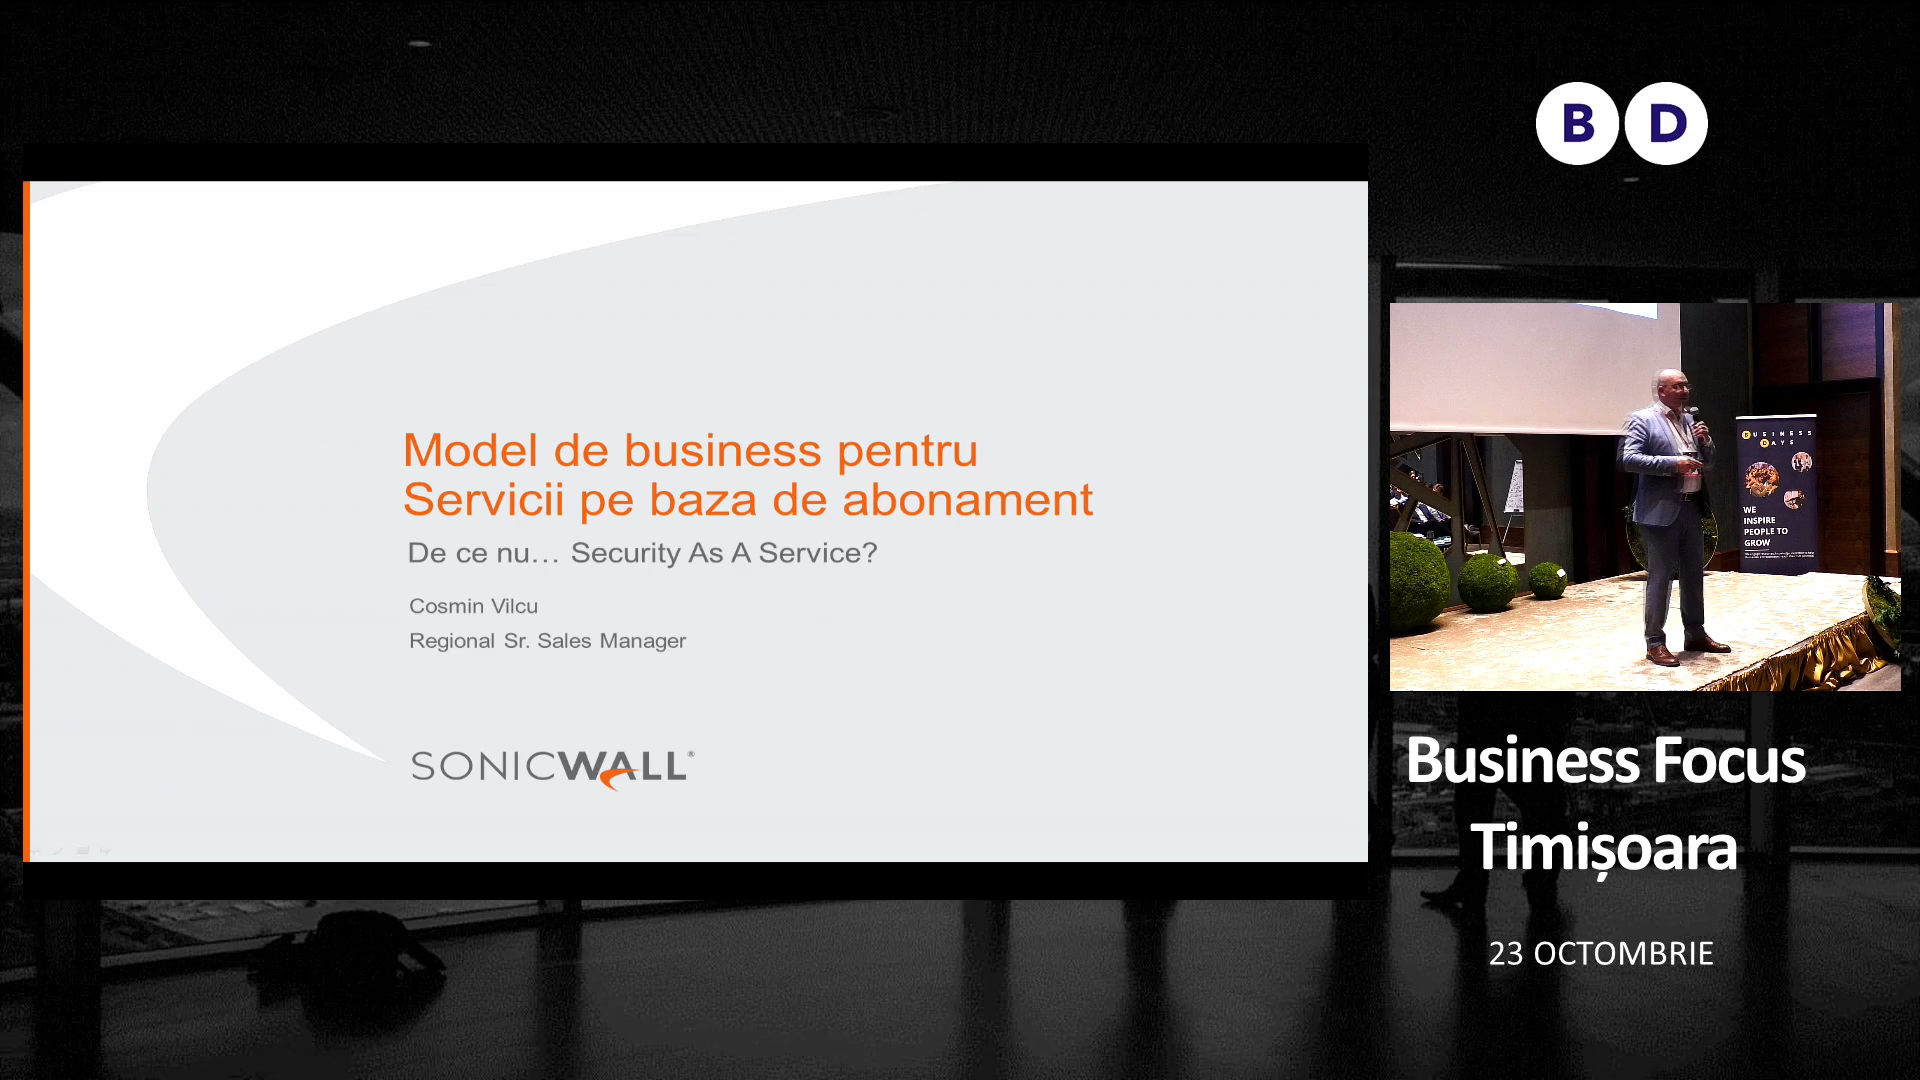 Model de business pentru
Servicii pe baza de abonament
De ce nu… Security As A Service?
Cosmin Vilcu
Regional Sr. Sales Manager
SONICWALL®
B D
BUSINESS
DAYS
WE
INSPIRE
PEOPLE TO
GROW
Business Focus
Timișoara
23 OCTOMBRIE